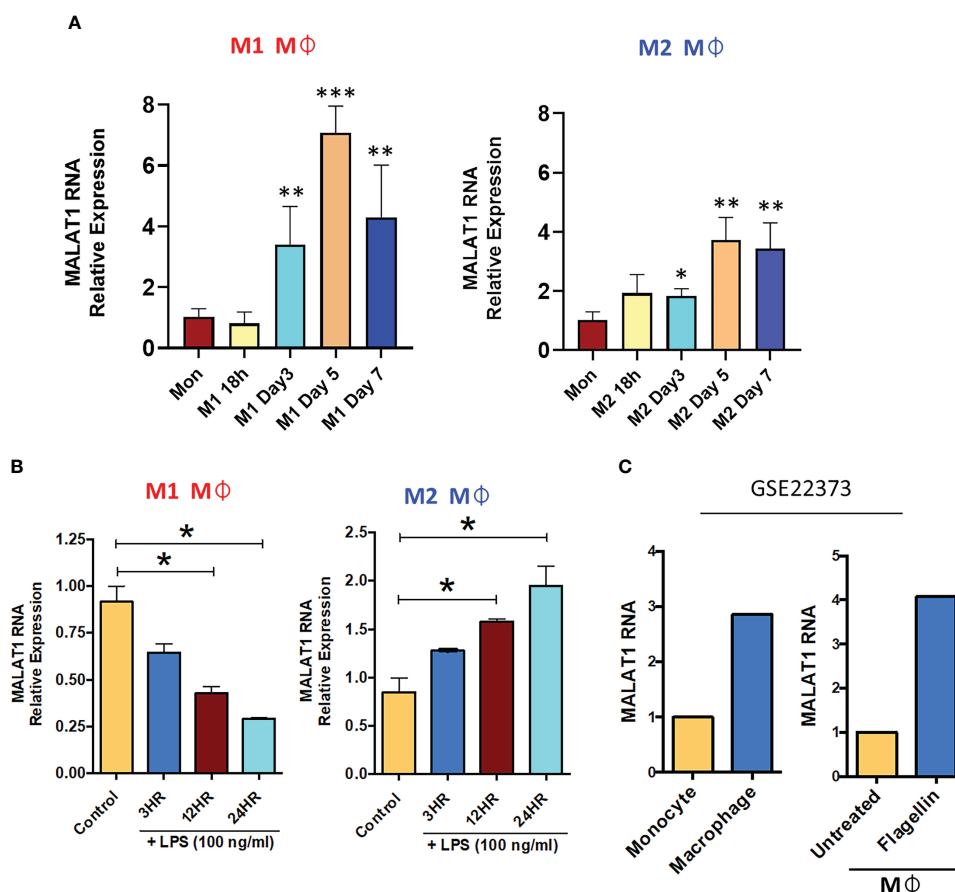 A
M1 MΦ
MALAT1 RNA
Relative Expression
8
6
4
2
0
***
**
**
Mon
M1 18h
M1 Day3
M1 Day 5
M1 Day 7
M2 MΦ
MALAT1 RNA
Relative Expression
8
6
4
2
0
**
**
*
Mon
M2 18h
M2 Day3
M2 Day 5
M2 Day 7
B
M1 MΦ
MALAT1 RNA
Relative Expression
1.25
1.00
0.75
0.50
0.25
0.00
*
*
Control
3HR
12HR
24HR
+ LPS (100 ng/ml)
M2 MΦ
MALAT1 RNA
Relative Expression
2.5
2.0
1.5
1.0
0.5
0.0
*
*
Control
3HR
12HR
24HR
+ LPS (100 ng/ml)
C
GSE22373
MALAT1 RNA
4
3
2
1
0
Monocyte
Macrophage
MALAT1 RNA
5
4
3
2
1
0
Untreated
Flagellin
MΦ